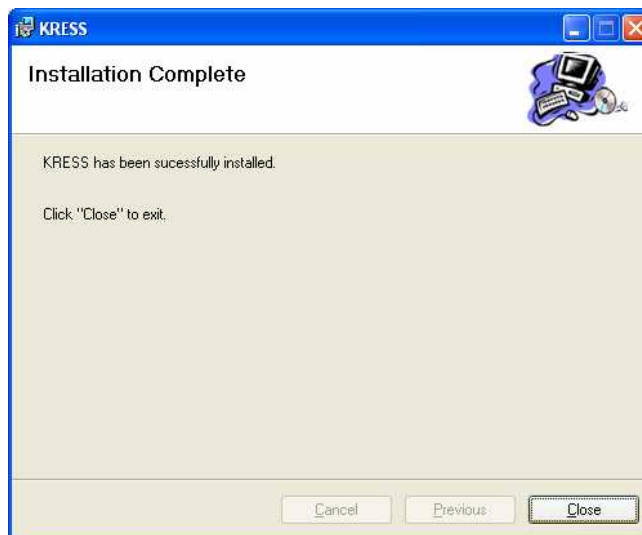 KRESS
Installation Complete
KRESS has been sucessfully installed.
Click "Close" to exit.
Cancel
Previous
Close